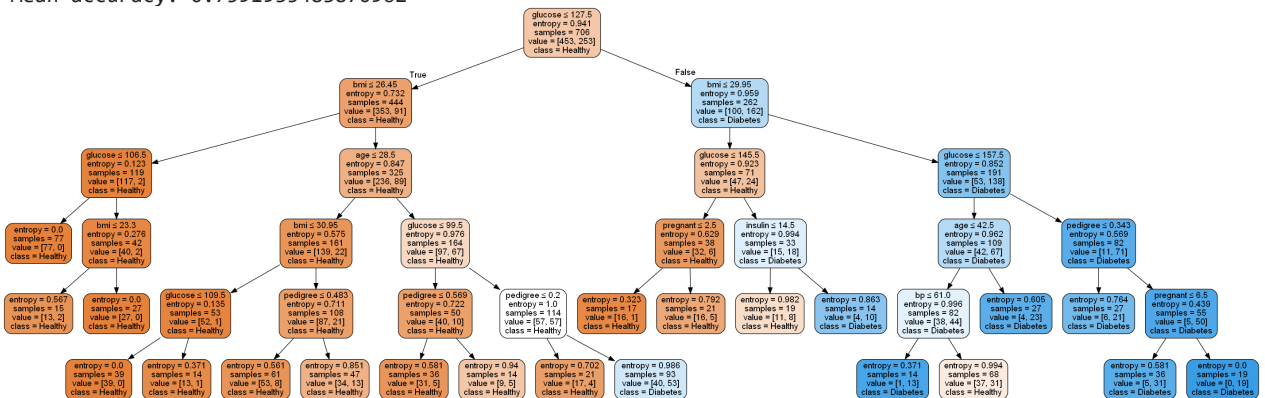 glucose ≤ 127.5
entropy = 0.941
samples = 706
value = [453, 253]
class = Healthy
True
False
bmi ≤ 26.45
entropy = 0.732
samples = 444
value = [353, 91]
class = Healthy
bmi ≤ 29.95
entropy = 0.959
samples = 262
value = [100, 162]
class = Diabetes
glucose ≤ 106.5
entropy = 0.123
samples = 119
value = [117, 2]
class = Healthy
age ≤ 28.5
entropy = 0.847
samples = 325
value = [236, 89]
class = Healthy
glucose ≤ 145.5
entropy = 0.923
samples = 71
value = [47, 24]
class = Healthy
glucose ≤ 157.5
entropy = 0.852
samples = 191
value = [53, 138]
class = Diabetes
entropy = 0.0
samples = 77
value = [77, 0]
class = Healthy
bmi ≤ 23.3
entropy = 0.276
samples = 42
value = [40, 2]
class = Healthy
bmi ≤ 30.95
entropy = 0.575
samples = 161
value = [139, 22]
class = Healthy
glucose ≤ 99.5
entropy = 0.976
samples = 164
value = [97, 67]
class = Healthy
pregnant ≤ 2.5
entropy = 0.629
samples = 38
value = [32, 6]
class = Healthy
insulin ≤ 14.5
entropy = 0.994
samples = 33
value = [15, 18]
class = Diabetes
age ≤ 42.5
entropy = 0.962
samples = 109
value = [42, 67]
class = Diabetes
pedigree ≤ 0.343
entropy = 0.569
samples = 82
value = [11, 71]
class = Diabetes
entropy = 0.567
samples = 15
value = [13, 2]
class = Healthy
entropy = 0.0
samples = 27
value = [27, 0]
class = Healthy
glucose ≤ 109.5
entropy = 0.135
samples = 53
value = [52, 1]
class = Healthy
pedigree ≤ 0.483
entropy = 0.711
samples = 108
value = [87, 21]
class = Healthy
pedigree ≤ 0.569
entropy = 0.722
samples = 50
value = [40, 10]
class = Healthy
pedigree ≤ 0.2
entropy = 1.0
samples = 114
value = [57, 57]
class = Healthy
entropy = 0.323
samples = 17
value = [16, 1]
class = Healthy
entropy = 0.792
samples = 21
value = [16, 5]
class = Healthy
entropy = 0.982
samples = 19
value = [11, 8]
class = Healthy
entropy = 0.863
samples = 14
value = [4, 10]
class = Diabetes
bp ≤ 61.0
entropy = 0.996
samples = 82
value = [38, 44]
class = Diabetes
entropy = 0.605
samples = 27
value = [4, 23]
class = Diabetes
entropy = 0.764
samples = 27
value = [6, 21]
class = Diabetes
pregnant ≤ 6.5
entropy = 0.439
samples = 55
value = [5, 50]
class = Diabetes
entropy = 0.0
samples = 39
value = [39, 0]
class = Healthy
entropy = 0.371
samples = 14
value = [13, 1]
class = Healthy
entropy = 0.561
samples = 61
value = [53, 8]
class = Healthy
entropy = 0.851
samples = 47
value = [34, 13]
class = Healthy
entropy = 0.581
samples = 36
value = [31, 5]
class = Healthy
entropy = 0.94
samples = 14
value = [9, 5]
class = Healthy
entropy = 0.702
samples = 21
value = [17, 4]
class = Healthy
entropy = 0.986
samples = 93
value = [40, 53]
class = Diabetes
entropy = 0.371
samples = 14
value = [1, 13]
class = Diabetes
entropy = 0.994
samples = 68
value = [37, 31]
class = Healthy
entropy = 0.581
samples = 36
value = [5, 31]
class = Diabetes
entropy = 0.0
samples = 19
value = [0, 19]
class = Diabetes